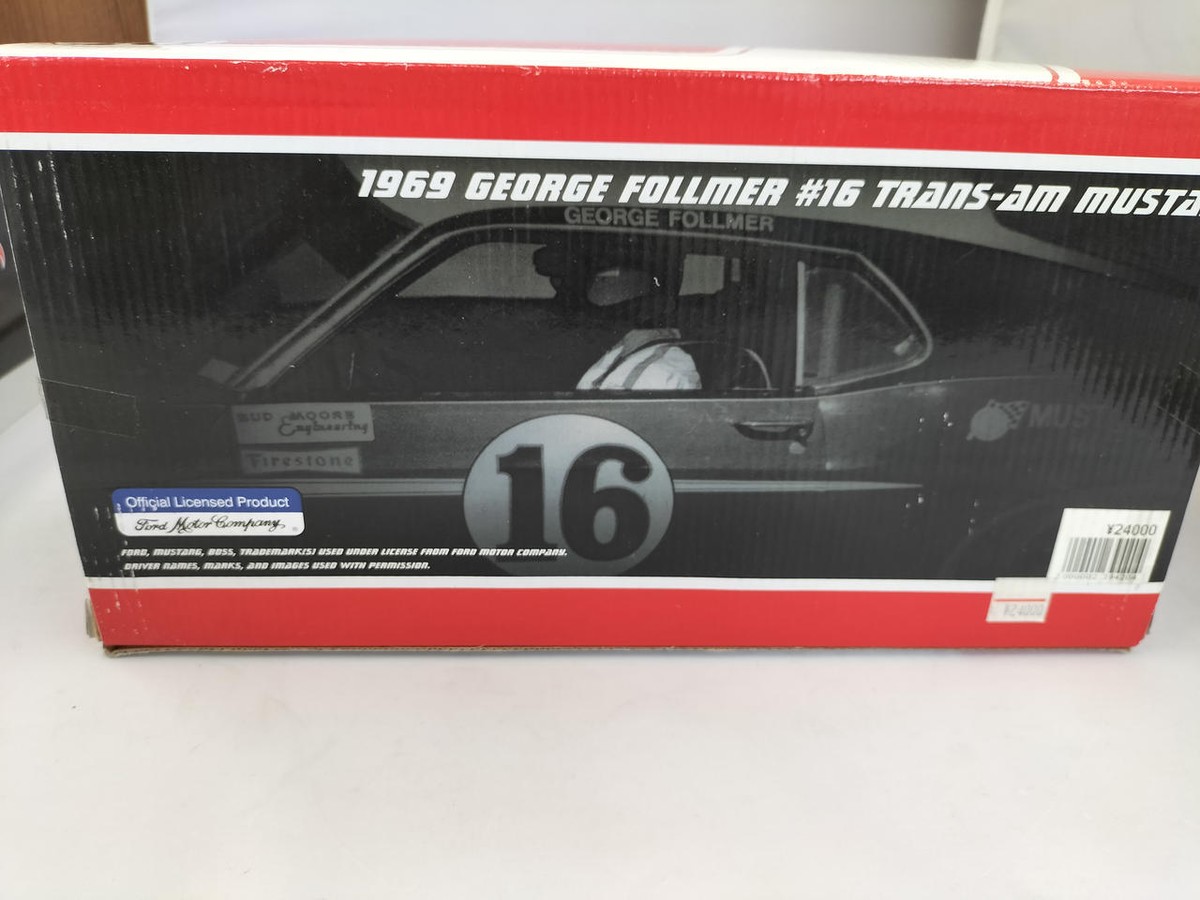 1969 GEORGE FOLLMER #16 TRANS-AM MUSTA
GEORGE FOLLMER
BUD MOORE
Engineering
Firestone
16
MUST
Official Licensed Product
Ford Motor Company
FORD, MUSTANG, BOSS, TRADEMARK(S) USED UNDER LICENSE FROM FORD MOTOR COMPANY.
DRIVER NAMES, MARKS, AND IMAGES USED WITH PERMISSION.
¥24000
¥24000